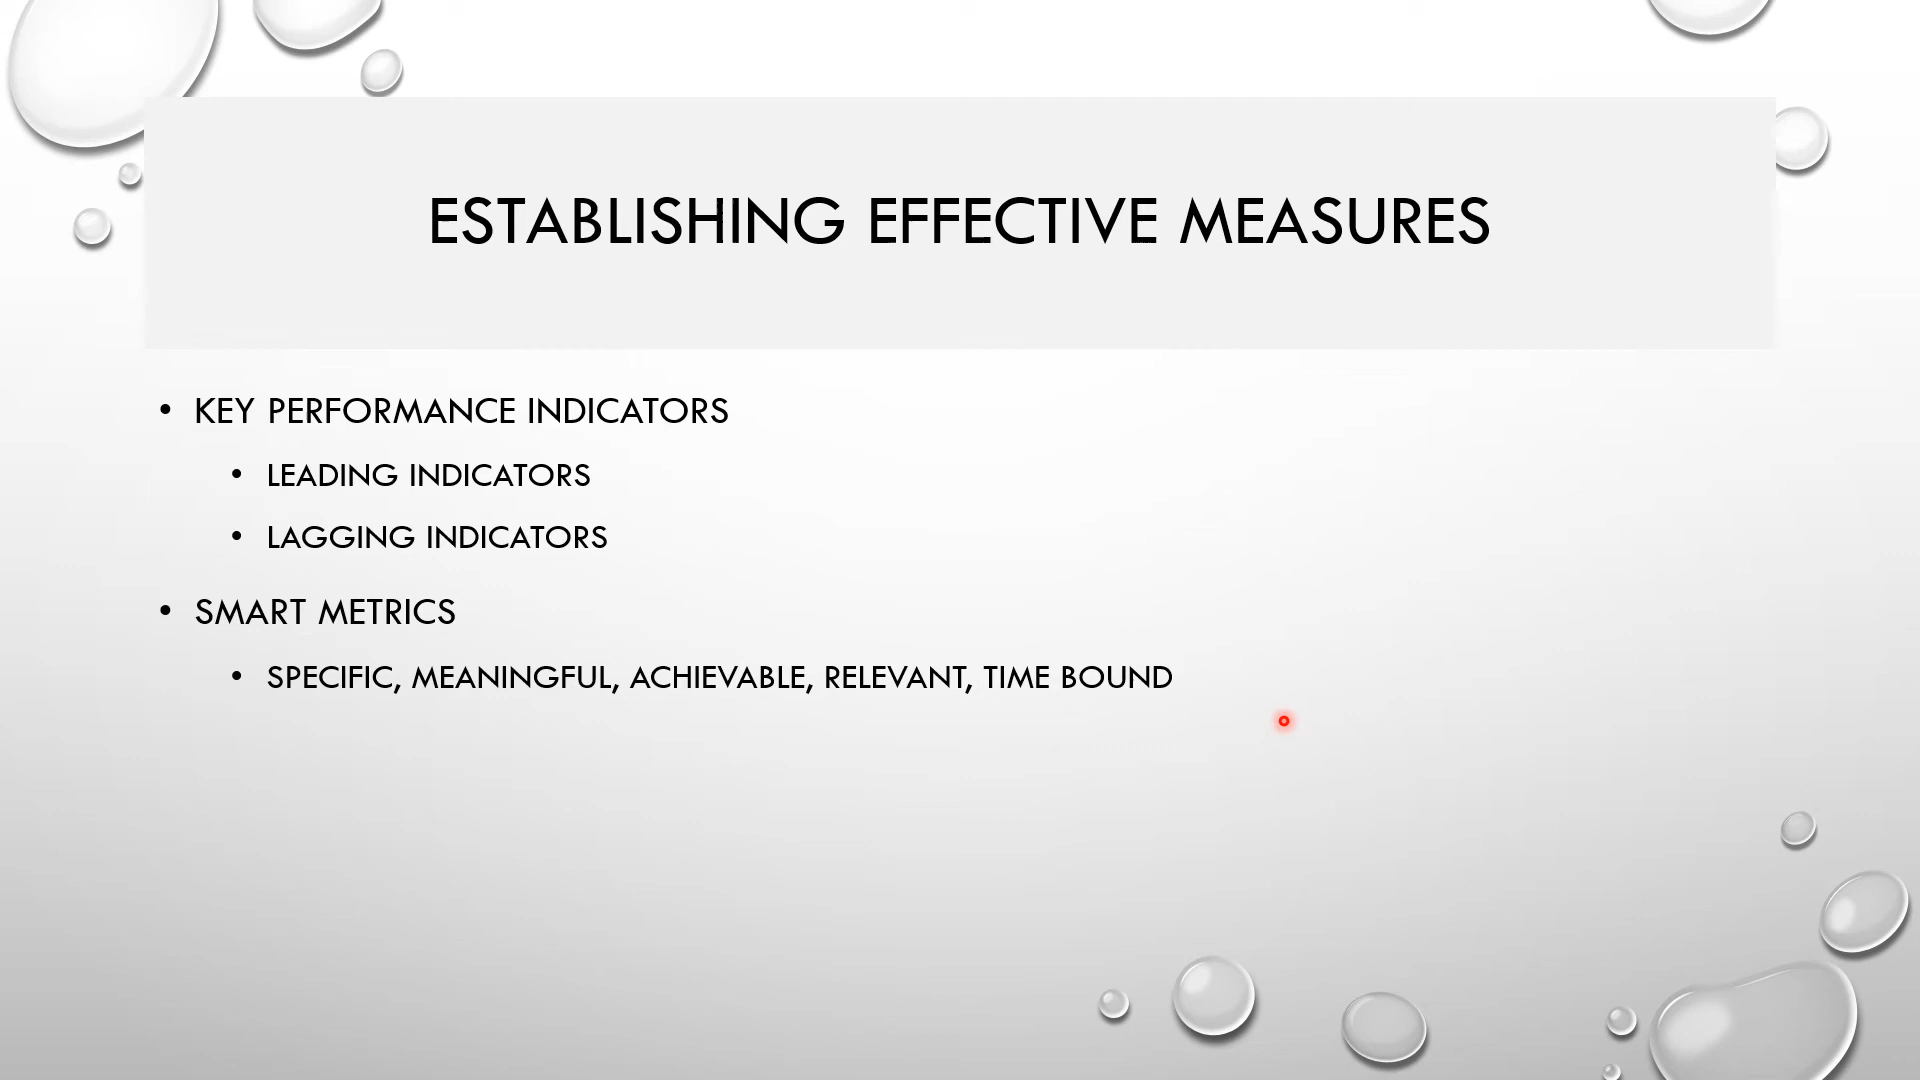 ESTABLISHING EFFECTIVE MEASURES
• KEY PERFORMANCE INDICATORS
• LEADING INDICATORS
• LAGGING INDICATORS
• SMART METRICS
• SPECIFIC, MEANINGFUL, ACHIEVABLE, RELEVANT, TIME BOUND